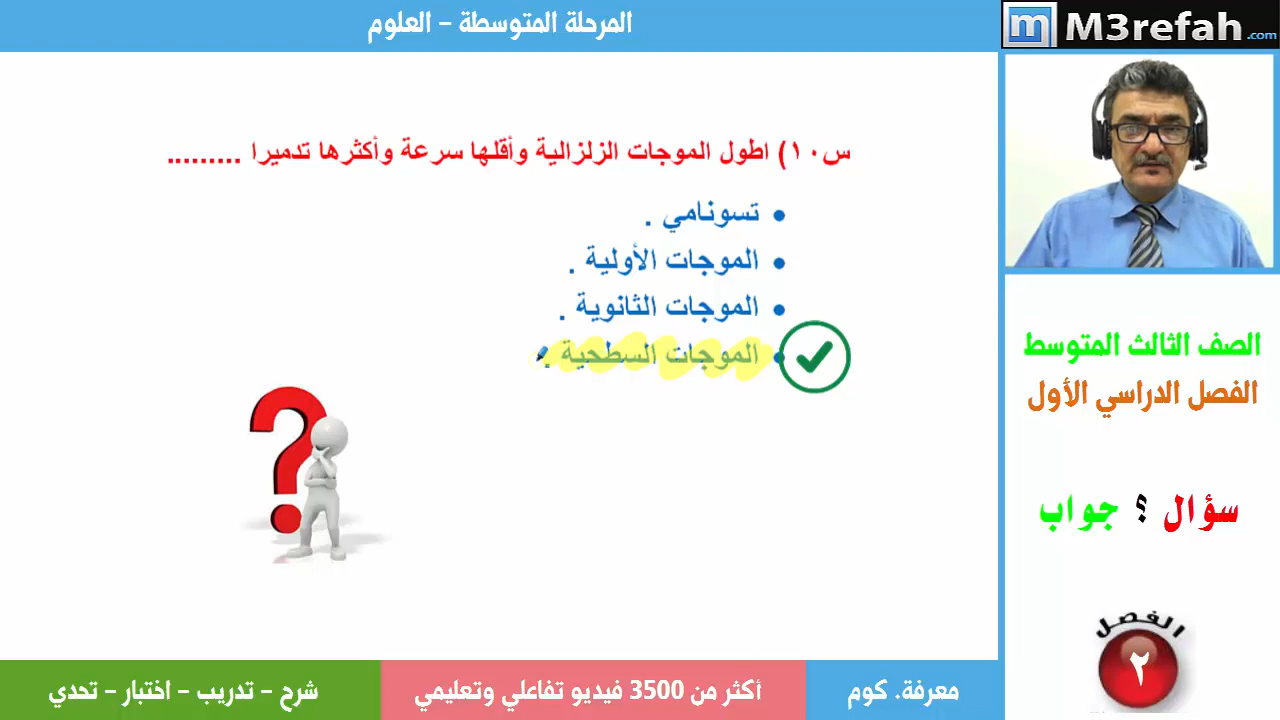 المرحلة المتوسطة - العلوم
M3refah.com
س١٠) اطول الموجات الزلزالية وأقلها سرعة وأكثرها تدميرا .........
• تسونامي .
• الموجات الأولية .
• الموجات الثانوية .
• الموجات السطحية .
الصف الثالث المتوسط
الفصل الدراسي الأول
سؤال ؟ جواب
الفصل
٢
معرفة. كوم
أكثر من 3500 فيديو تفاعلي وتعليمي
شرح - تدريب - اختبار - تحدي